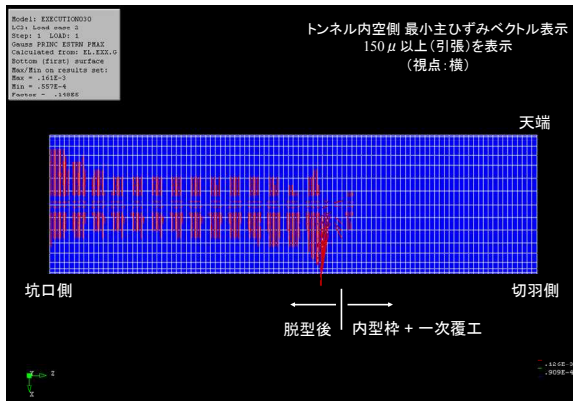 Model: EXECUTION030
LC2: Load case 2
Step: 1 LOAD: 1
Gauss PRINC ESTRN PMAX
Calculated from: EL.EXX.G
Bottom (first) surface
Max/Min on results set:
Max = .161E-3
Min = .557E-4
Factor = .148E6
トンネル内空側 最小主ひずみベクトル表示
150μ以上(引張)を表示
(視点:横)
天端
坑口側
切羽側
脱型後
内型枠 + 一次覆工
Z
Y
.909E-4